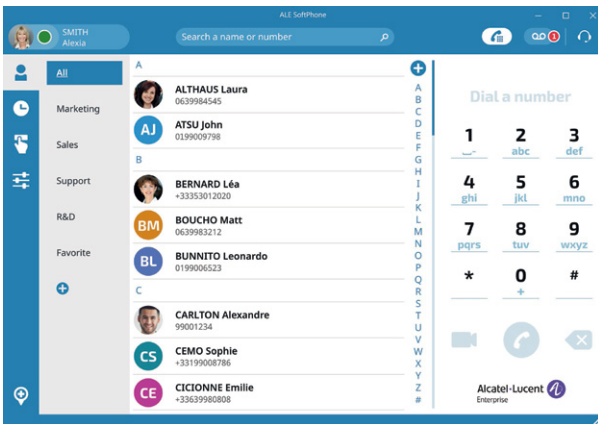 ALE SoftPhone
SMITH
Alexia
Search a name or number
1
All
Marketing
Sales
Support
R&D
Favorite
A
ALTHAUS Laura
0639984545
AJ
ATSU John
0199009798
B
BERNARD Léa
+33353012020
BM
BOUCHO Matt
0639983212
BL
BUNNITO Leonardo
0199006523
C
CARLTON Alexandre
99001234
CS
CEMO Sophie
+33199008786
CE
CICIONNE Emilie
+33639980808
A
B
C
D
E
F
G
H
I
J
K
L
M
N
O
P
Q
R
S
T
U
V
W
X
Y
Z
#
Dial a number
1 2 3
abc def
4 5 6
ghi jkl mno
7 8 9
pqrs tuv wxyz
* 0 #
+
Alcatel·Lucent
Enterprise